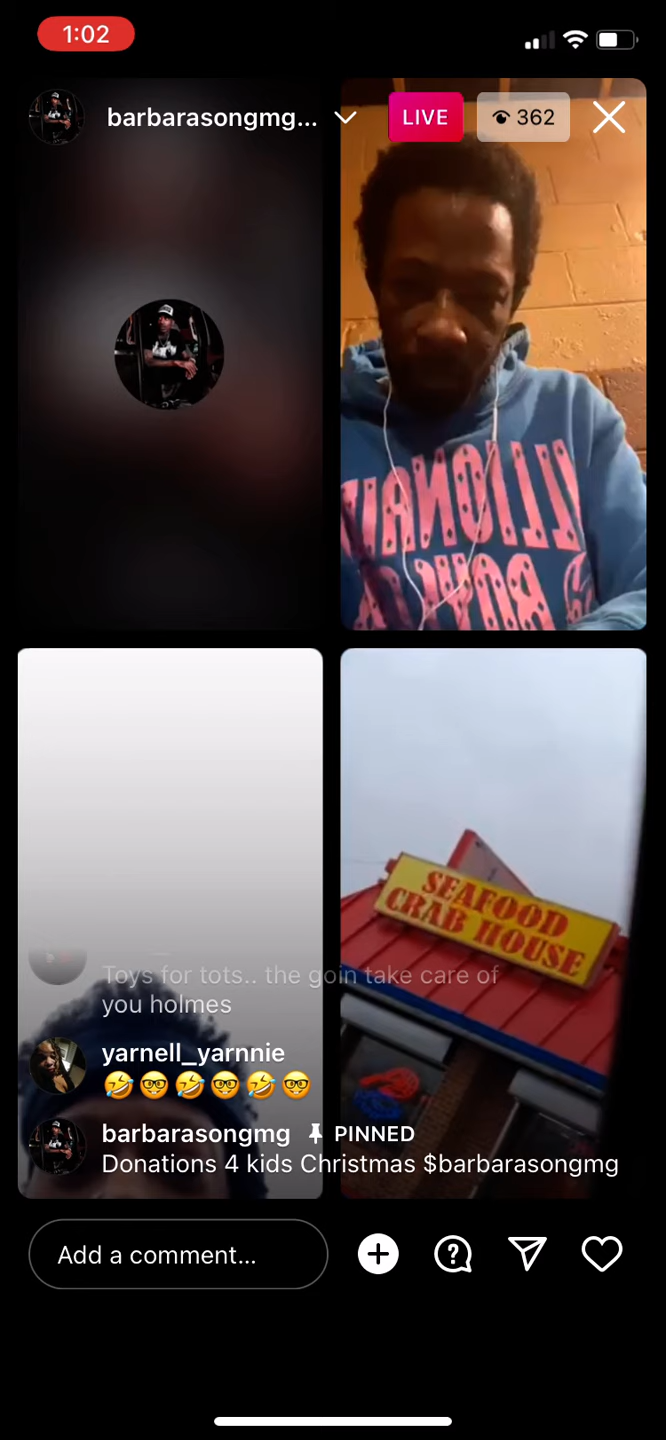 1:02
barbarasongmg...
LIVE
362
SEAFOOD
CRAB HOUSE
Toys for tots.. the goin take care of
you holmes
yarnell_yarnnie
🤣🤓🤣🤓🤣🤓
barbarasongmg PINNED
Donations 4 kids Christmas $barbarasongmg
Add a comment...